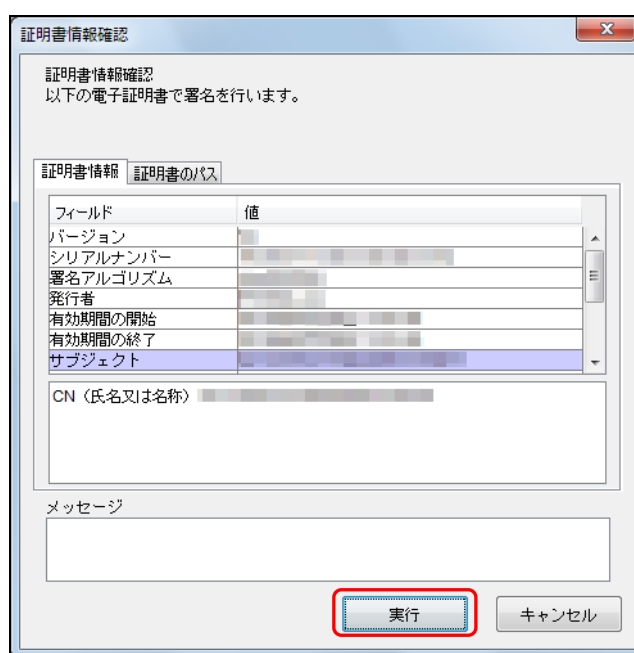 証明書情報確認
証明書情報確認
以下の電子証明書で署名を行います。
証明書情報 証明書のパス
フィールド 値
バージョン
シリアルナンバー
署名アルゴリズム
発行者
有効期間の開始
有効期間の終了
サブジェクト
CN（氏名又は名称）
メッセージ
実行 キャンセル